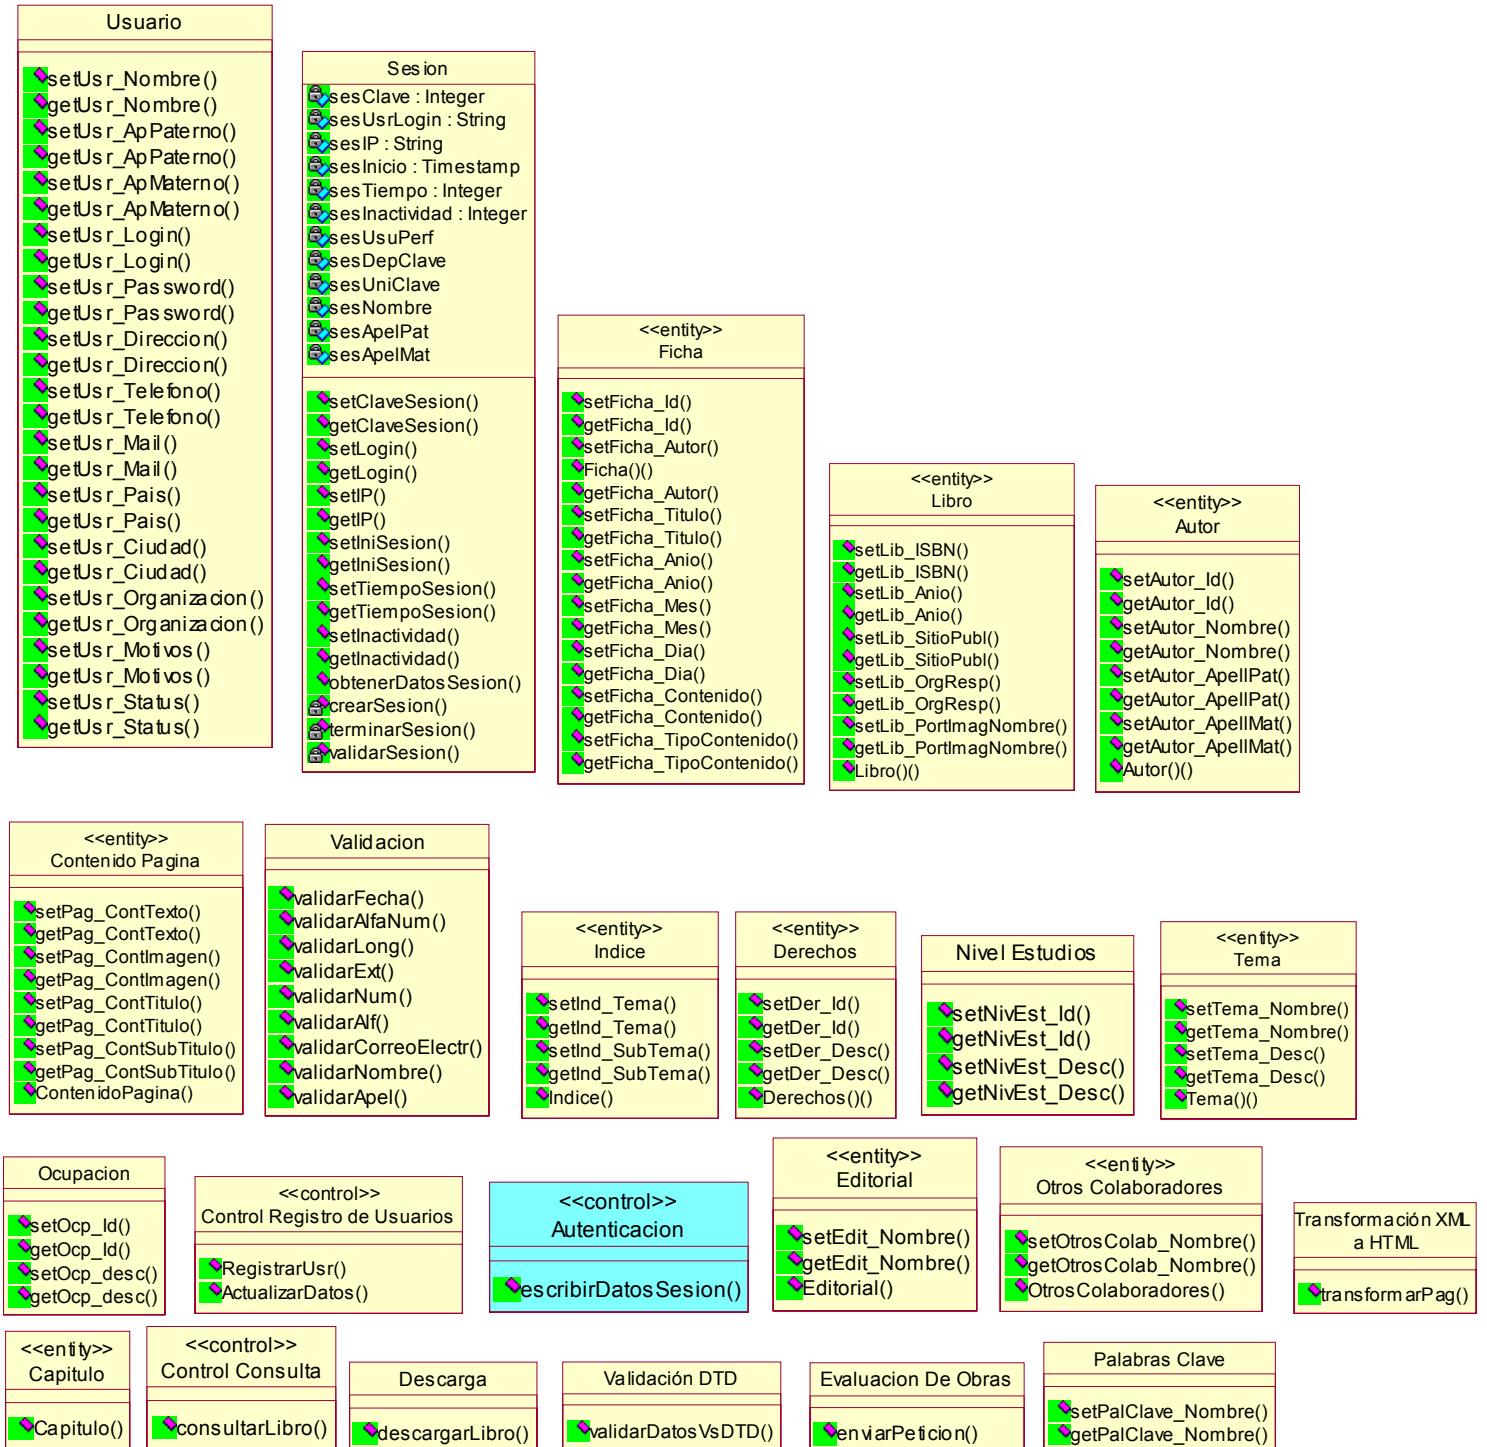 Usuario
setUsr_Nombre()
getUsr_Nombre()
setUsr_ApPaterno()
getUsr_ApPaterno()
setUsr_ApMaterno()
getUsr_ApMaterno()
setUsr_Login()
getUsr_Login()
setUsr_Password()
getUsr_Password()
setUsr_Direccion()
getUsr_Direccion()
setUsr_Telefono()
getUsr_Telefono()
setUsr_Mail()
getUsr_Mail()
setUsr_Pais()
getUsr_Pais()
setUsr_Ciudad()
getUsr_Ciudad()
setUsr_Organizacion()
getUsr_Organizacion()
setUsr_Motivos()
getUsr_Motivos()
setUsr_Status()
getUsr_Status()
Sesion
sesClave : Integer
sesUsrLogin : String
sesIP : String
sesInicio : Timestamp
sesTiempo : Integer
sesInactividad : Integer
sesUsuPerf
sesDepClave
sesUniClave
sesNombre
sesApelPat
sesApelMat
setClaveSesion()
getClaveSesion()
setLogin()
getLogin()
setIP()
getIP()
setIniSesion()
getIniSesion()
setTiempoSesion()
getTiempoSesion()
setInactividad()
getInactividad()
obtenerDatosSesion()
crearSesion()
terminarSesion()
validarSesion()
<<entity>>
Ficha
setFicha_Id()
getFicha_Id()
setFicha_Autor()
Ficha()()
getFicha_Autor()
setFicha_Titulo()
getFicha_Titulo()
setFicha_Anio()
getFicha_Anio()
setFicha_Mes()
getFicha_Mes()
setFicha_Dia()
getFicha_Dia()
setFicha_Contenido()
getFicha_Contenido()
setFicha_TipoContenido()
getFicha_TipoContenido()
<<entity>>
Libro
setLib_ISBN()
getLib_ISBN()
setLib_Anio()
getLib_Anio()
setLib_SitioPubl()
getLib_SitioPubl()
setLib_OrgResp()
getLib_OrgResp()
setLib_PortImagNombre()
getLib_PortImagNombre()
Libro()()
<<entity>>
Autor
setAutor_Id()
getAutor_Id()
setAutor_Nombre()
getAutor_Nombre()
setAutor_ApellPat()
getAutor_ApellPat()
setAutor_ApellMat()
getAutor_ApellMat()
Autor()()
<<entity>>
Contenido Pagina
setPag_ContTexto()
getPag_ContTexto()
setPag_ContImagen()
getPag_ContImagen()
setPag_ContTitulo()
getPag_ContTitulo()
setPag_ContSubTitulo()
getPag_ContSubTitulo()
ContenidoPagina()
Validacion
validarFecha()
validarAlfaNum()
validarLong()
validarExt()
validarNum()
validarAlf()
validarCorreoElectr()
validarNombre()
validarApel()
<<entity>>
Indice
setInd_Tema()
getInd_Tema()
setInd_SubTema()
getInd_SubTema()
Indice()
<<entity>>
Derechos
setDer_Id()
getDer_Id()
setDer_Desc()
getDer_Desc()
Derechos()()
Nivel Estudios
setNivEst_Id()
getNivEst_Id()
setNivEst_Desc()
getNivEst_Desc()
<<entity>>
Tema
setTema_Nombre()
getTema_Nombre()
setTema_Desc()
getTema_Desc()
Tema()()
Ocupacion
setOcp_Id()
getOcp_Id()
setOcp_desc()
getOcp_desc()
<<control>>
Control Registro de Usuarios
RegistrarUsr()
ActualizarDatos()
<<control>>
Autenticacion
escribirDatosSesion()
<<entity>>
Editorial
setEdit_Nombre()
getEdit_Nombre()
Editorial()
<<entity>>
Otros Colaboradores
setOtrosColab_Nombre()
getOtrosColab_Nombre()
OtrosColaboradores()
Transformación XML
a HTML
transformarPag()
<<entity>>
Capitulo
Capitulo()
<<control>>
Control Consulta
consultarLibro()
Descarga
descargarLibro()
Validación DTD
validarDatosVsDTD()
Evaluacion De Obras
enviarPeticion()
Palabras Clave
setPalClave_Nombre()
getPalClave_Nombre()